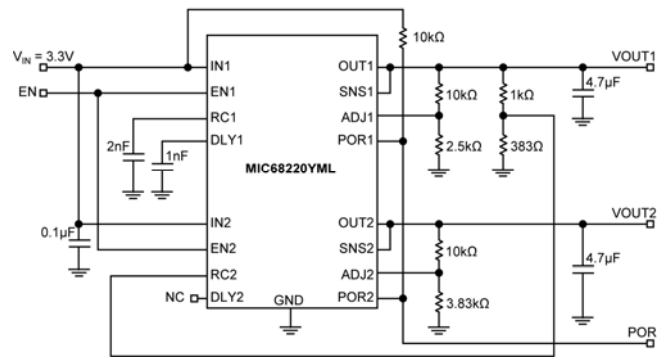 10kΩ
V_IN = 3.3V
IN1
OUT1
VOUT1
EN
EN1
SNS1
10kΩ
1kΩ
4.7µF
RC1
ADJ1
2nF
1nF
DLY1
POR1
2.5kΩ
383Ω
MIC68220YML
IN2
OUT2
VOUT2
0.1µF
EN2
SNS2
10kΩ
RC2
ADJ2
4.7µF
NC
DLY2
GND
POR2
3.83kΩ
POR